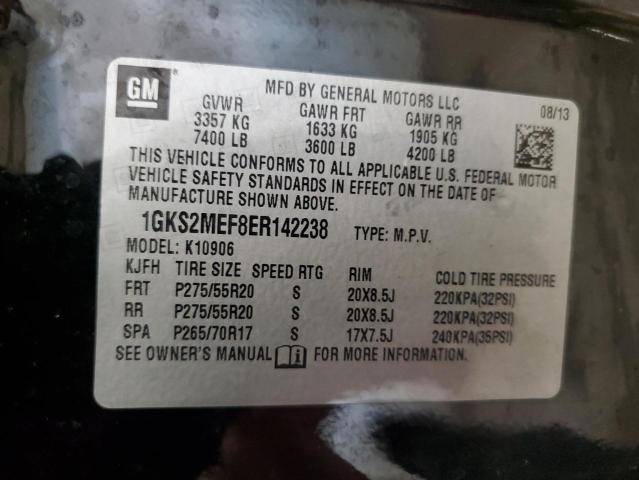 GM
MFD BY GENERAL MOTORS LLC
08/13
GVWR GAWR FRT GAWR RR
3357 KG 1633 KG 1905 KG
7400 LB 3600 LB 4200 LB
THIS VEHICLE CONFORMS TO ALL APPLICABLE U.S. FEDERAL MOTOR
VEHICLE SAFETY STANDARDS IN EFFECT ON THE DATE OF
MANUFACTURE SHOWN ABOVE.
1GKS2MEF8ER142238 TYPE: M.P.V.
MODEL: K10906
KJFH TIRE SIZE SPEED RTG RIM COLD TIRE PRESSURE
FRT P275/55R20 S 20X8.5J 220KPA(32PSI)
RR P275/55R20 S 20X8.5J 220KPA(32PSI)
SPA P265/70R17 S 17X7.5J 240KPA(35PSI)
SEE OWNER'S MANUAL FOR MORE INFORMATION.